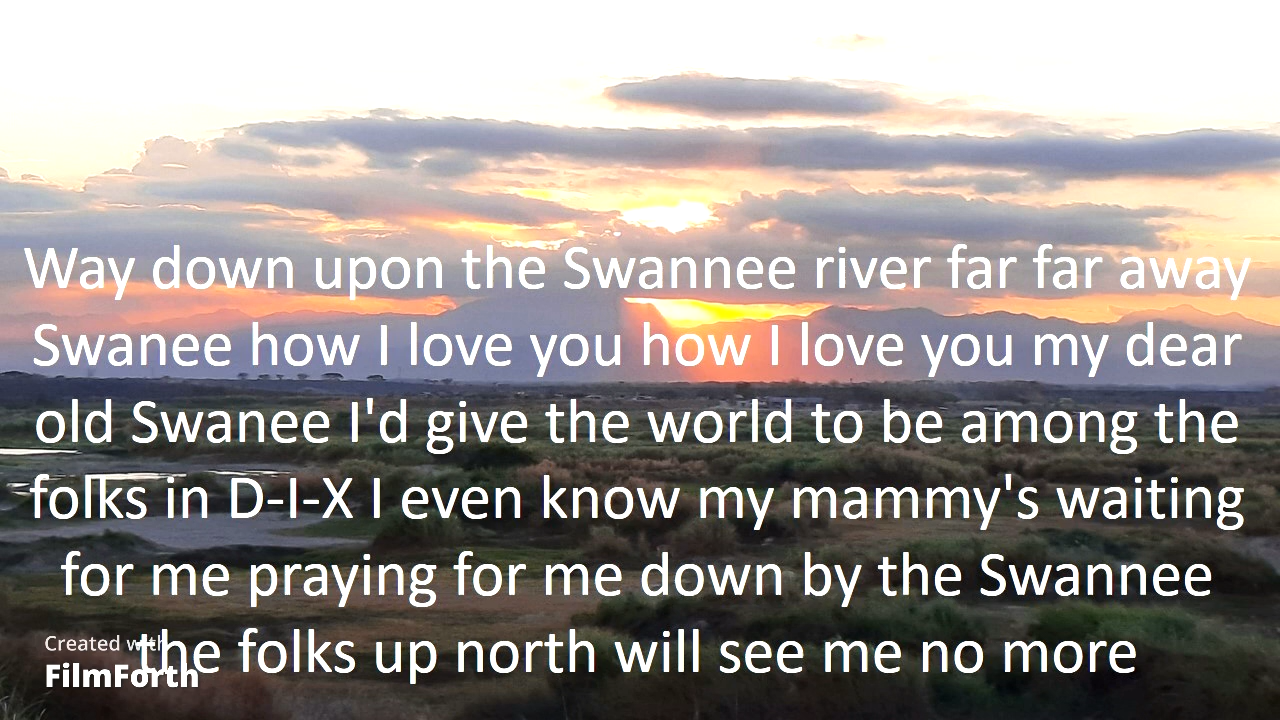 Way down upon the Swannee river far far away
Swanee how I love you how I love you my dear
old Swanee I'd give the world to be among the
folks in D-I-X I even know my mammy's waiting
for me praying for me down by the Swannee
the folks up north will see me no more
Created with
FilmForth